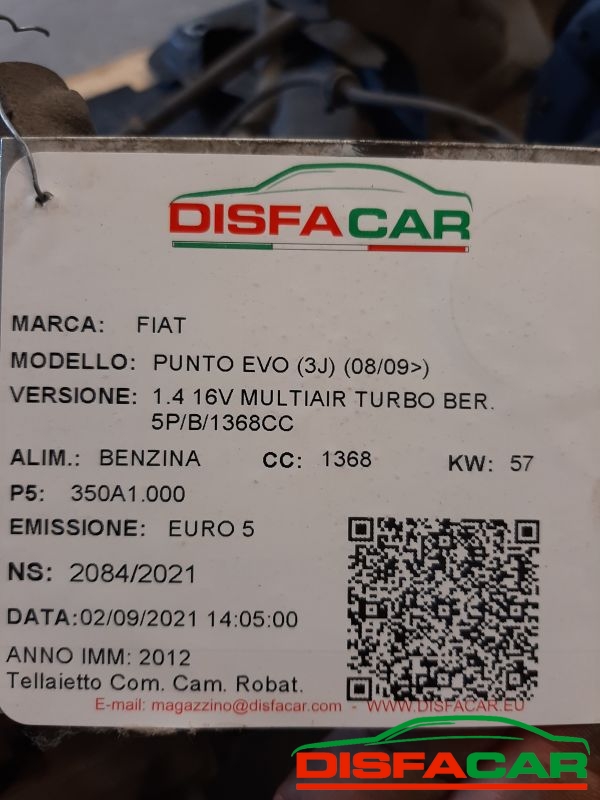 DISFACAR
MARCA: FIAT
MODELLO: PUNTO EVO (3J) (08/09>)
VERSIONE: 1.4 16V MULTIAIR TURBO BER.
5P/B/1368CC
ALIM.: BENZINA CC: 1368 KW: 57
P5: 350A1.000
EMISSIONE: EURO 5
NS: 2084/2021
DATA:02/09/2021 14:05:00
ANNO IMM: 2012
Tellaietto Com. Cam. Robat.
E-mail: magazzino@disfacar.com - WWW.DISFACAR.EU
DISFACAR